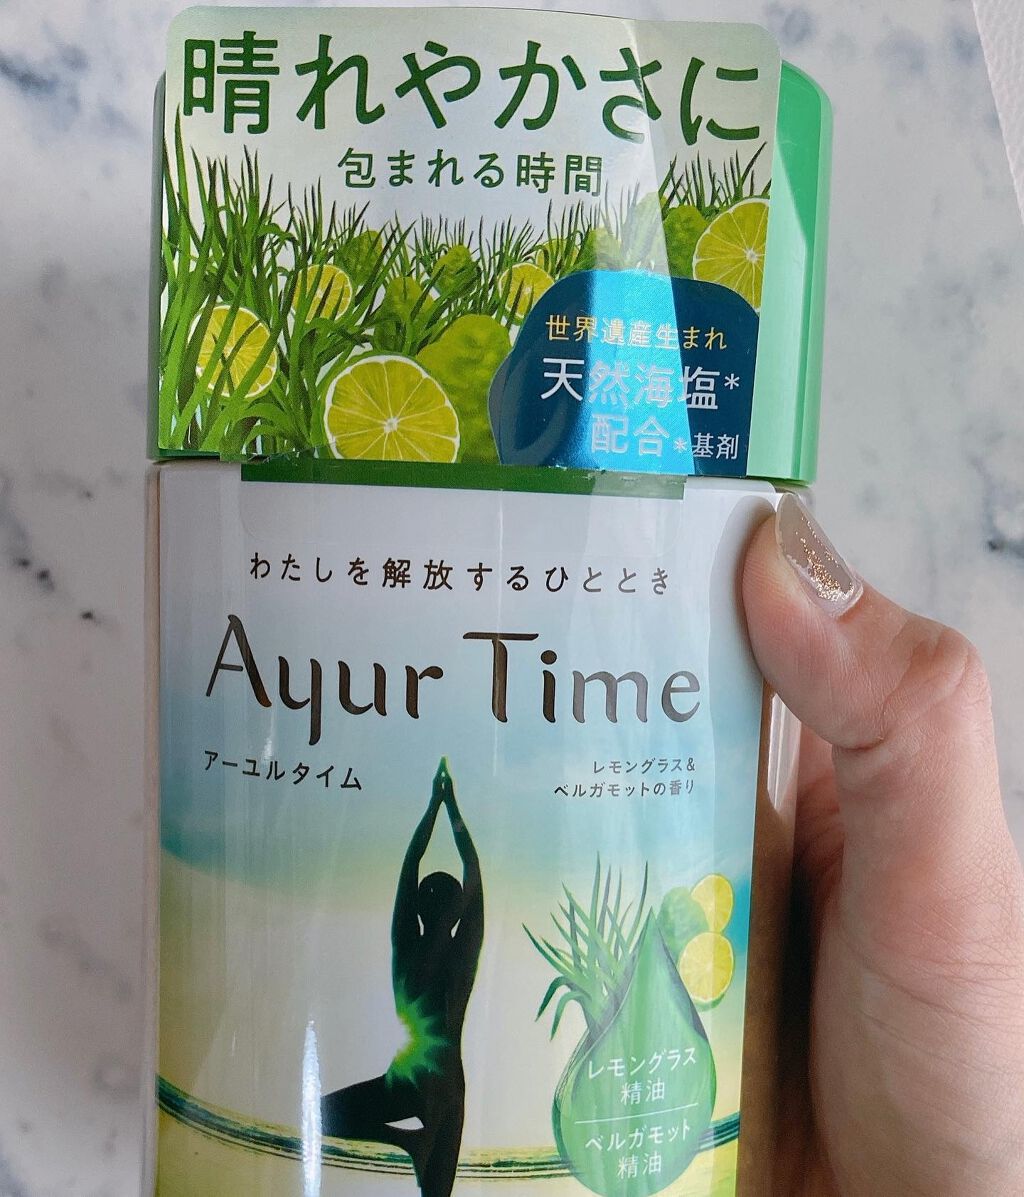 晴れやかさに
包まれる時間
世界遺産生まれ
天然海塩*
配合*基剤
わたしを解放するひととき
Ayur Time
アーユルタイム
レモングラス&
ベルガモットの香り
レモングラス
精油
ベルガモット
精油